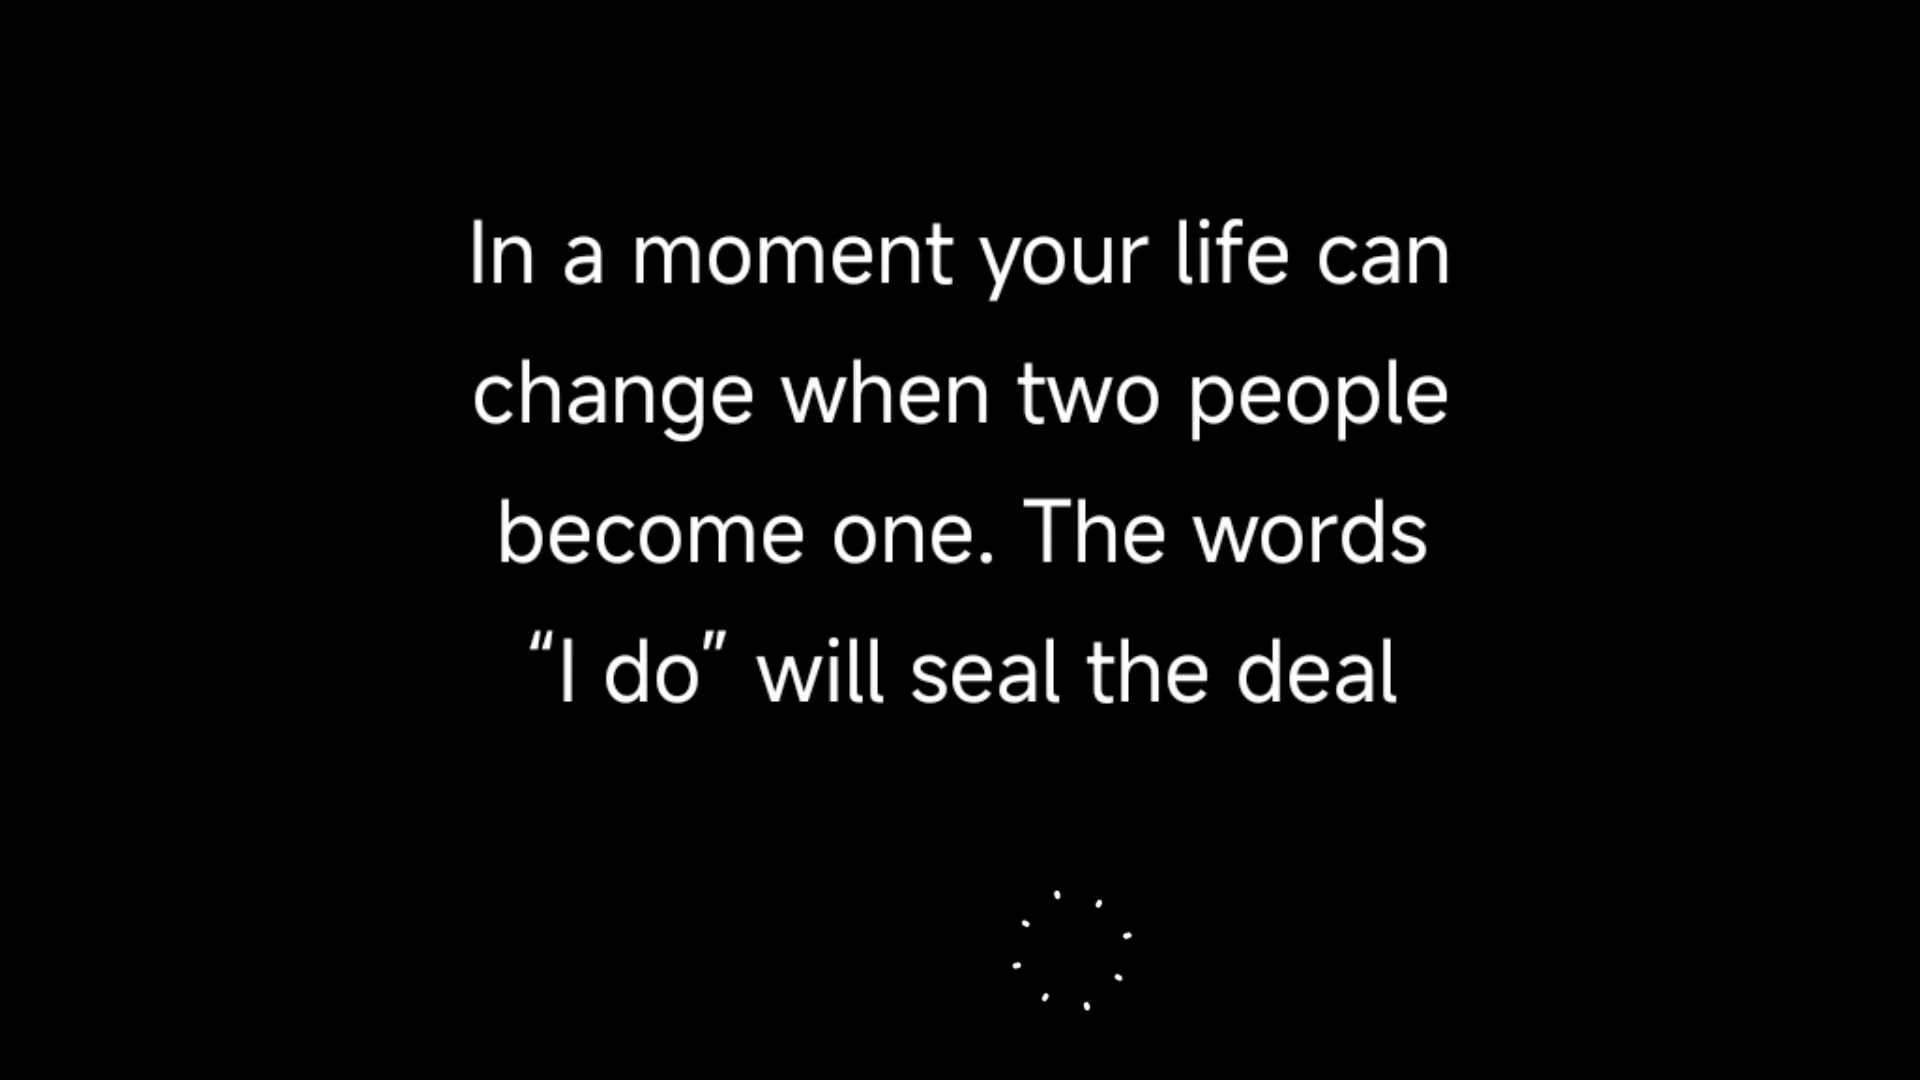 In a moment your life can
change when two people
become one. The words
“I do” will seal the deal